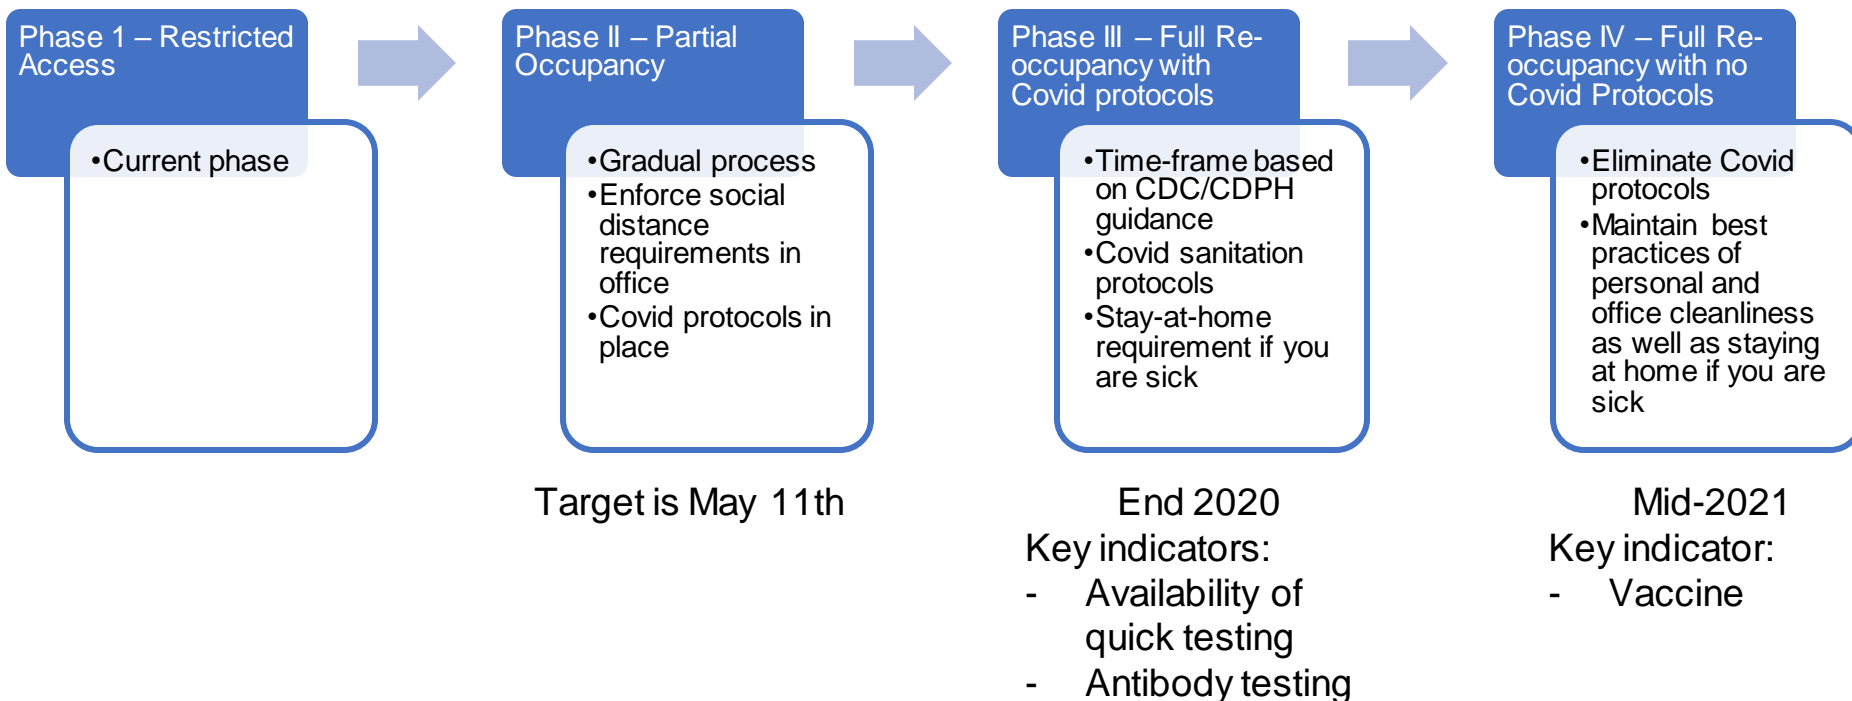 Phase 1 – Restricted
Access
•Current phase
Phase II – Partial
Occupancy
•Gradual process
•Enforce social
distance
requirements in
office
•Covid protocols in
place
Target is May 11th
Phase III – Full Re-
occupancy with
Covid protocols
•Time-frame based
on CDC/CDPH
guidance
•Covid sanitation
protocols
•Stay-at-home
requirement if you
are sick
End 2020
Key indicators:
- Availability of
quick testing
- Antibody testing
Phase IV – Full Re-
occupancy with no
Covid Protocols
•Eliminate Covid
protocols
•Maintain best
practices of
personal and
office cleanliness
as well as staying
at home if you are
sick
Mid-2021
Key indicator:
- Vaccine